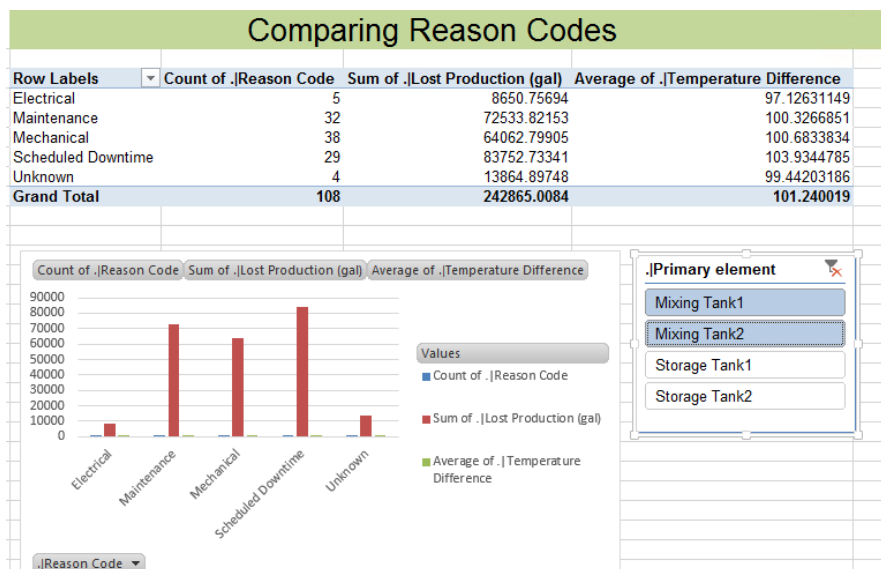 Comparing Reason Codes
Row Labels Count of .|Reason Code Sum of .|Lost Production (gal) Average of .|Temperature Difference
Electrical 5 8650.75694 97.12631149
Maintenance 32 72533.82153 100.3266851
Mechanical 38 64062.79905 100.6833834
Scheduled Downtime 29 83752.73341 103.9344785
Unknown 4 13864.89748 99.44203186
Grand Total 108 242865.0084 101.240019
Count of .|Reason Code Sum of .|Lost Production (gal) Average of .|Temperature Difference
90000
80000
70000
60000
50000
40000
30000
20000
10000
0
Electrical
Maintenance
Mechanical
Scheduled Downtime
Unknown
Values
Count of .|Reason Code
Sum of .|Lost Production (gal)
Average of .|Temperature
Difference
.|Reason Code
.|Primary element
Mixing Tank1
Mixing Tank2
Storage Tank1
Storage Tank2